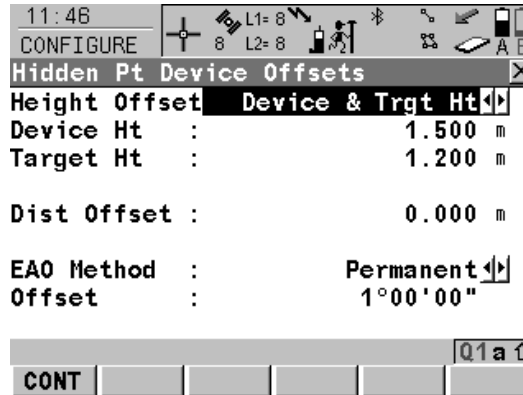 11:46
CONFIGURE
8 L1= 8
L2= 8
A B
Hidden Pt Device Offsets
Height Offset Device & Trgt Ht
Device Ht : 1.500 m
Target Ht : 1.200 m
Dist Offset : 0.000 m
EAO Method : Permanent
Offset : 1°00'00"
Q1 a
CONT